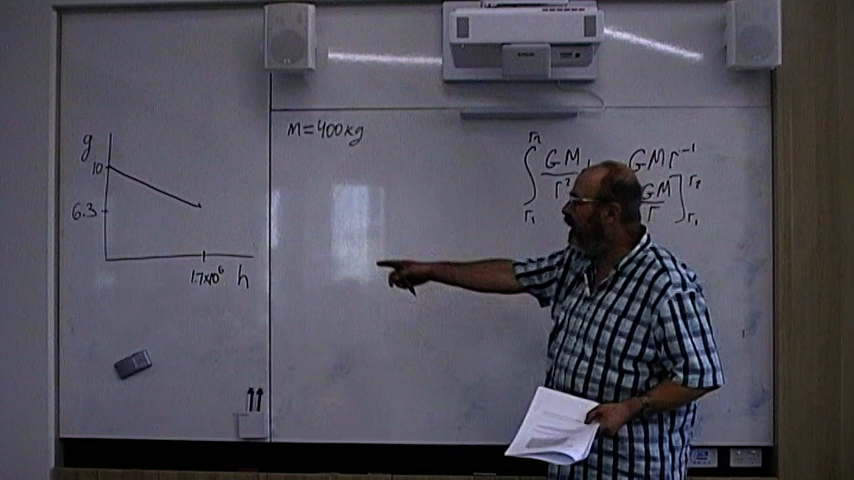 g
10
6.3
1.7x10⁶ h
M=400kg
r₂
∫ GM/r²
r₁
GMr⁻¹
GM/r ]r₂ r₁